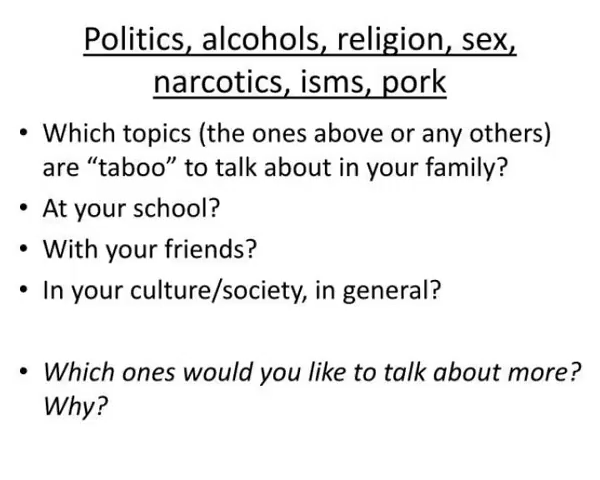 Politics, alcohols, religion, sex,
narcotics, isms, pork
• Which topics (the ones above or any others)
are “taboo” to talk about in your family?
• At your school?
• With your friends?
• In your culture/society, in general?
• Which ones would you like to talk about more?
Why?